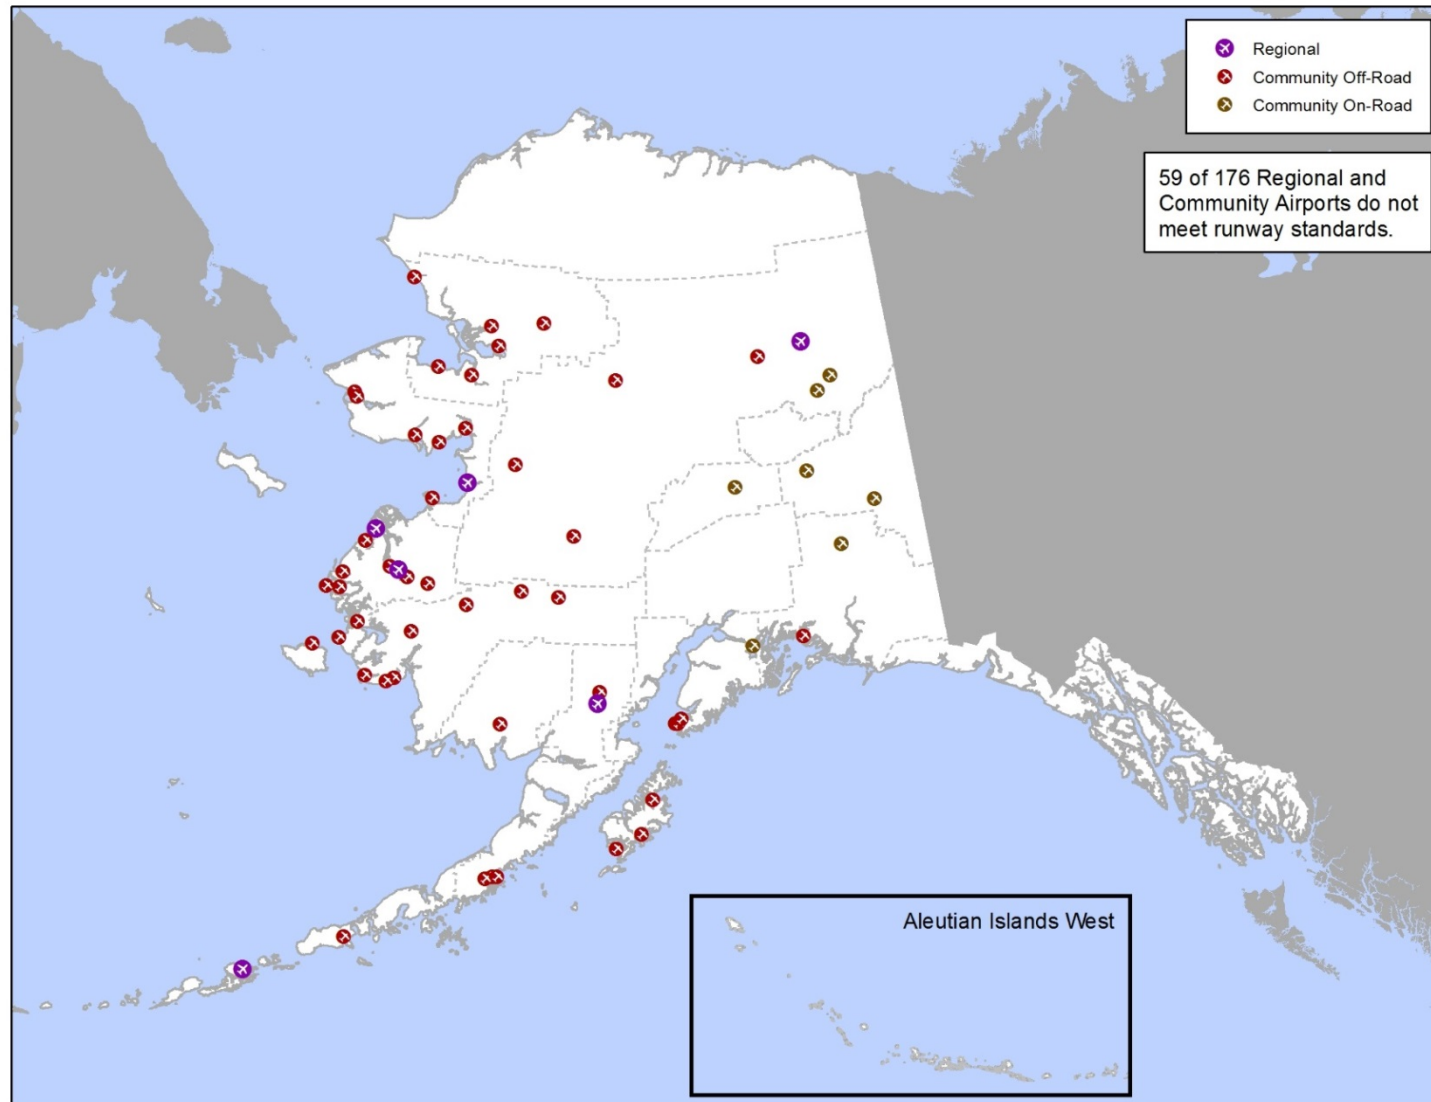 Regional
Community Off-Road
Community On-Road
59 of 176 Regional and
Community Airports do not
meet runway standards.
Aleutian Islands West